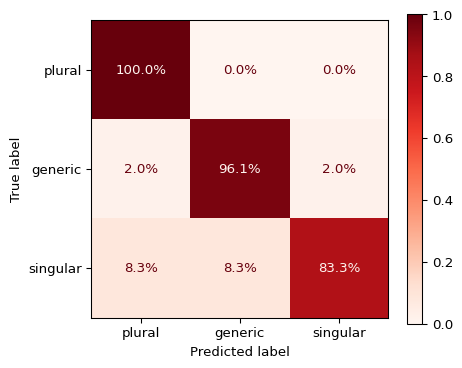 1.0
plural 100.0% 0.0% 0.0%
0.8
0.6
generic 2.0% 96.1% 2.0%
True label
0.4
singular 8.3% 8.3% 83.3%
0.2
0.0
plural generic singular
Predicted label